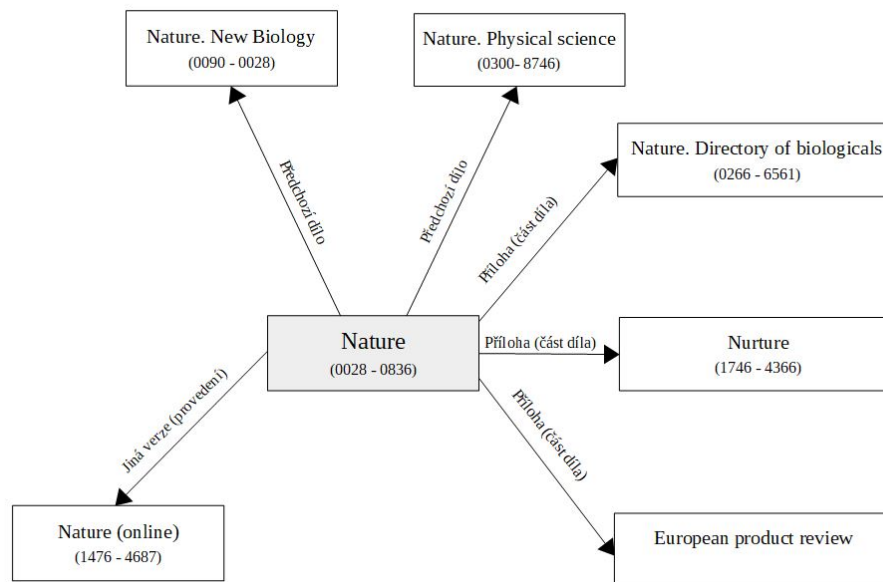 Nature. New Biology
(0090 - 0028)
Nature. Physical science
(0300- 8746)
Nature. Directory of biologicals
(0266 - 6561)
Předchozí dílo
Předchozí dílo
Příloha (část díla)
Nature
(0028 - 0836)
Příloha (část díla)
Nurture
(1746 - 4366)
Jiná verze (provedení)
Příloha (část díla)
Nature (online)
(1476 - 4687)
European product review